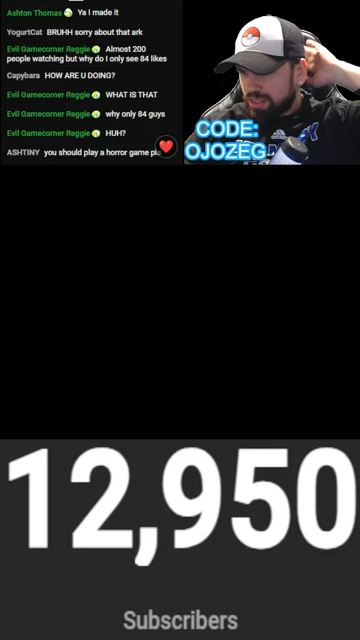 Ashton Thomas Ya I made it
YogurtCat BRUHH sorry about that ark
Evil Gamecorner Reggie Almost 200
people watching but why do I only see 84 likes
Capybara HOW ARE U DOING?
Evil Gamecorner Reggie WHAT IS THAT
Evil Gamecorner Reggie why only 84 guys
Evil Gamecorner Reggie HUH?
ASHTINY you should play a horror game
CODE:
OJOZEG
12,950
Subscribers